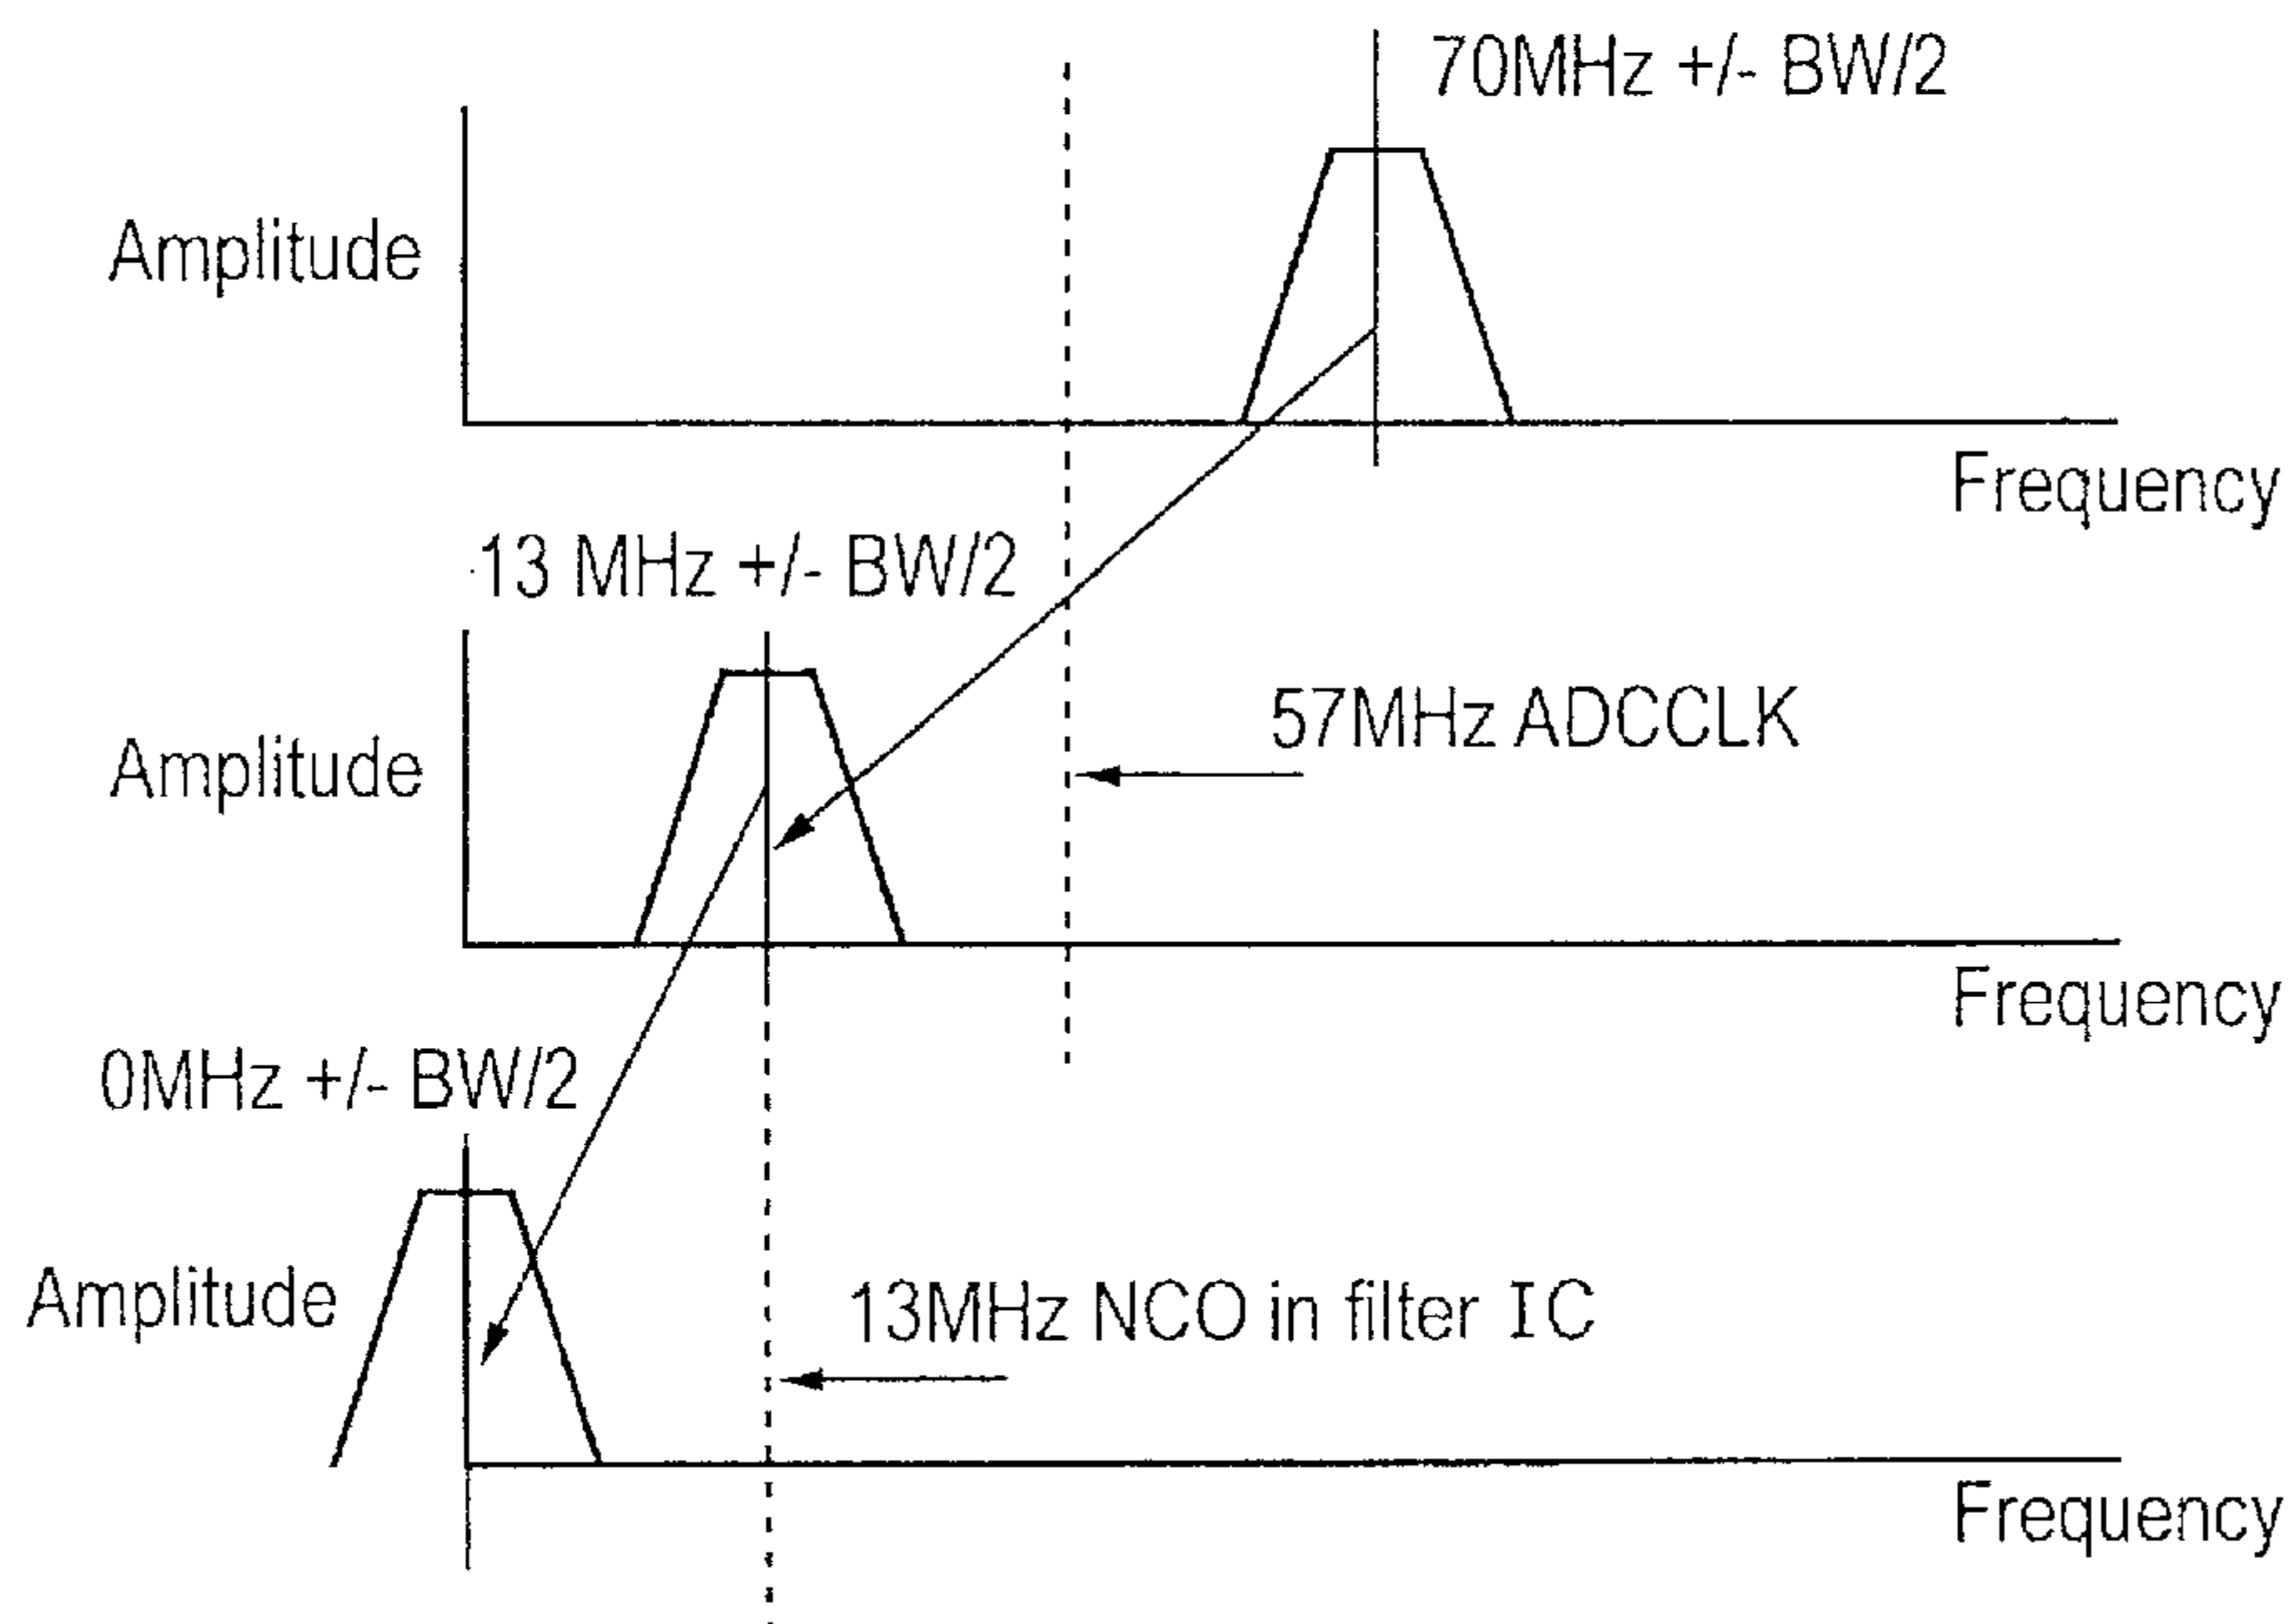 70MHz +/- BW/2
Amplitude
Frequency
13 MHz +/- BW/2
57MHz ADCCLK
Amplitude
Frequency
0MHz +/- BW/2
Amplitude
13MHz NCO in filter IC
Frequency